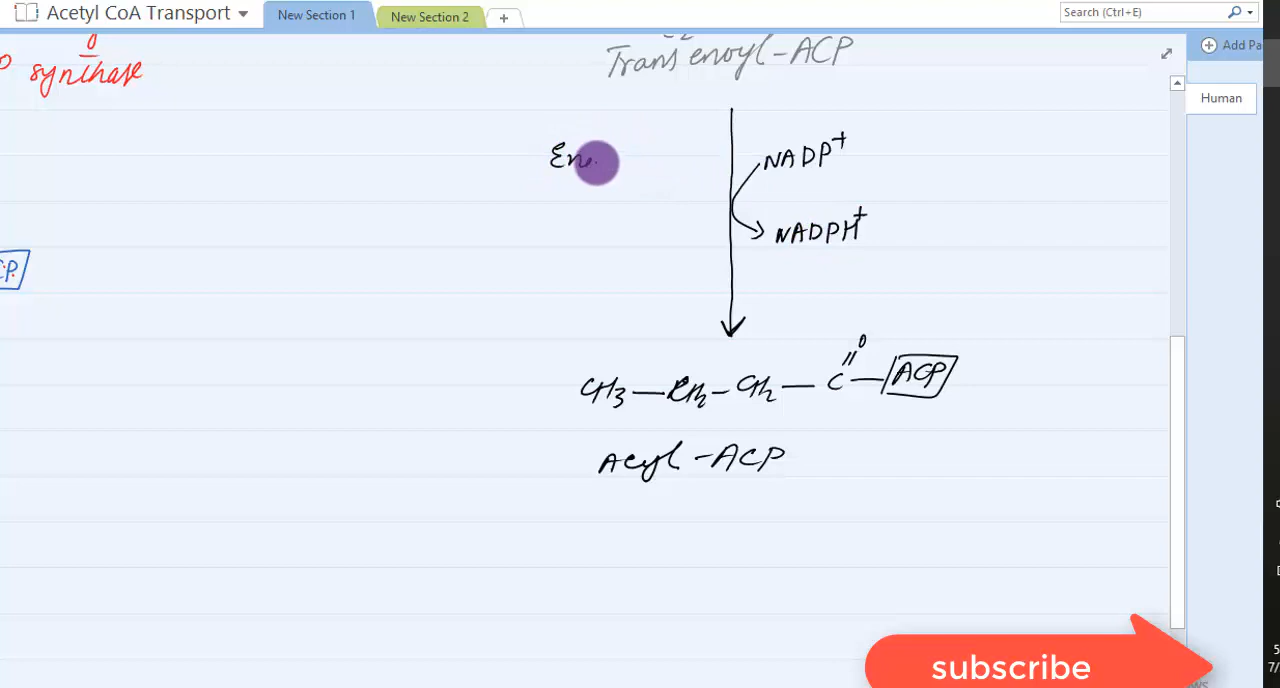 Acetyl CoA Transport
New Section 1
New Section 2
+
Search (Ctrl+E)
Add Pa
Human
synthase
Trans enoyl-ACP
En
NADP+
NADPH+
CP
CH3—CH2—CH2—C—ACP
O
Acyl-ACP
subscribe